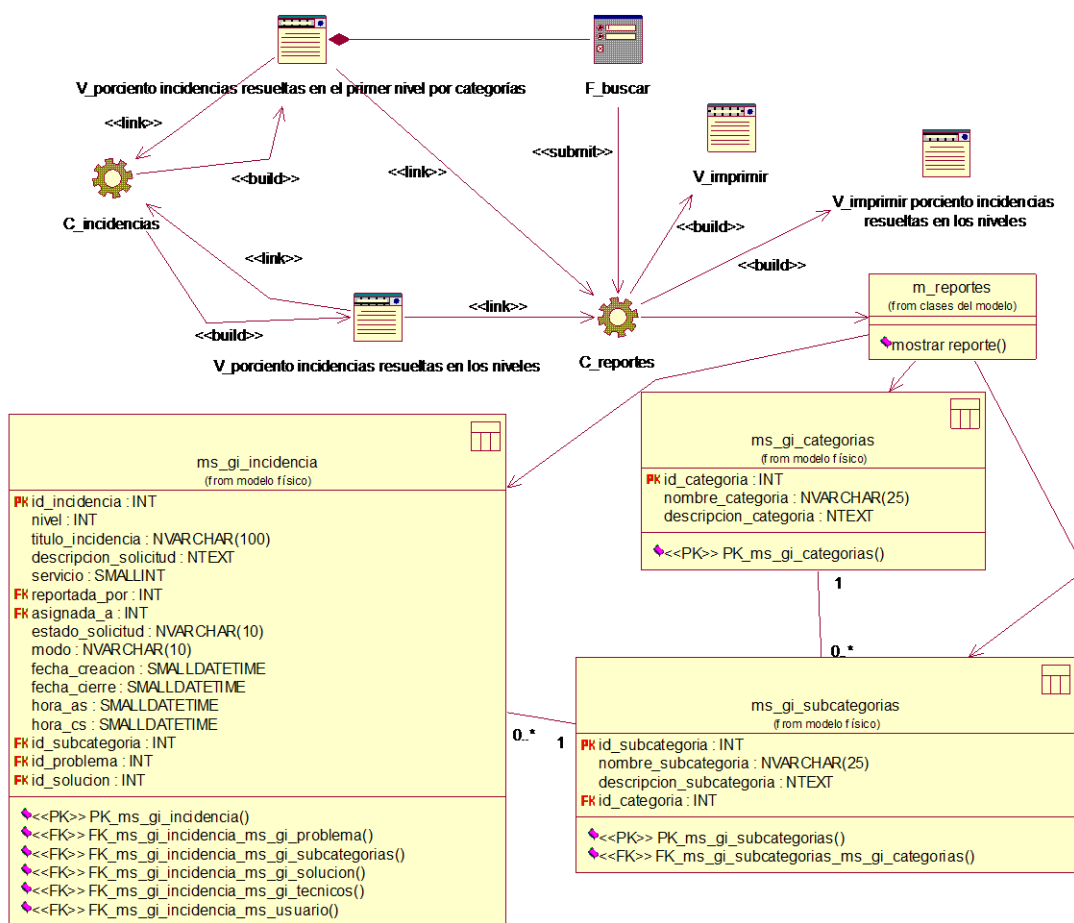 V_porciento incidencias resueltas en el primer nivel por categorías
F_buscar
<<link>>
<<submit>>
V_imprimir
V_imprimir porciento incidencias
resueltas en los niveles
<<build>>
<<link>>
C_incidencias
<<build>>
<<link>>
<<build>>
m_reportes
(from clases del modelo)
mostrar reporte()
<<link>>
<<build>>
V_porciento incidencias resueltas en los niveles
C_reportes
ms_gi_incidencia
(from modelo físico)
PK id_incidencia : INT
nivel : INT
titulo_incidencia : NVARCHAR(100)
descripcion_solicitud : NTEXT
servicio : SMALLINT
FK reportada_por : INT
FK asignada_a : INT
estado_solicitud : NVARCHAR(10)
modo : NVARCHAR(10)
fecha_creacion : SMALLDATETIME
fecha_cierre : SMALLDATETIME
hora_as : SMALLDATETIME
hora_cs : SMALLDATETIME
FK id_subcategoria : INT
FK id_problema : INT
FK id_solucion : INT
<<PK>> PK_ms_gi_incidencia()
<<FK>> FK_ms_gi_incidencia_ms_gi_problema()
<<FK>> FK_ms_gi_incidencia_ms_gi_subcategorias()
<<FK>> FK_ms_gi_incidencia_ms_gi_solucion()
<<FK>> FK_ms_gi_incidencia_ms_gi_tecnicos()
<<FK>> FK_ms_gi_incidencia_ms_usuario()
ms_gi_categorias
(from modelo físico)
PK id_categoria : INT
nombre_categoria : NVARCHAR(25)
descripcion_categoria : NTEXT
<<PK>> PK_ms_gi_categorias()
1
0..*
0..*
1
ms_gi_subcategorias
(from modelo físico)
PK id_subcategoria : INT
nombre_subcategoria : NVARCHAR(25)
descripcion_subcategoria : NTEXT
FK id_categoria : INT
<<PK>> PK_ms_gi_subcategorias()
<<FK>> FK_ms_gi_subcategorias_ms_gi_categorias()